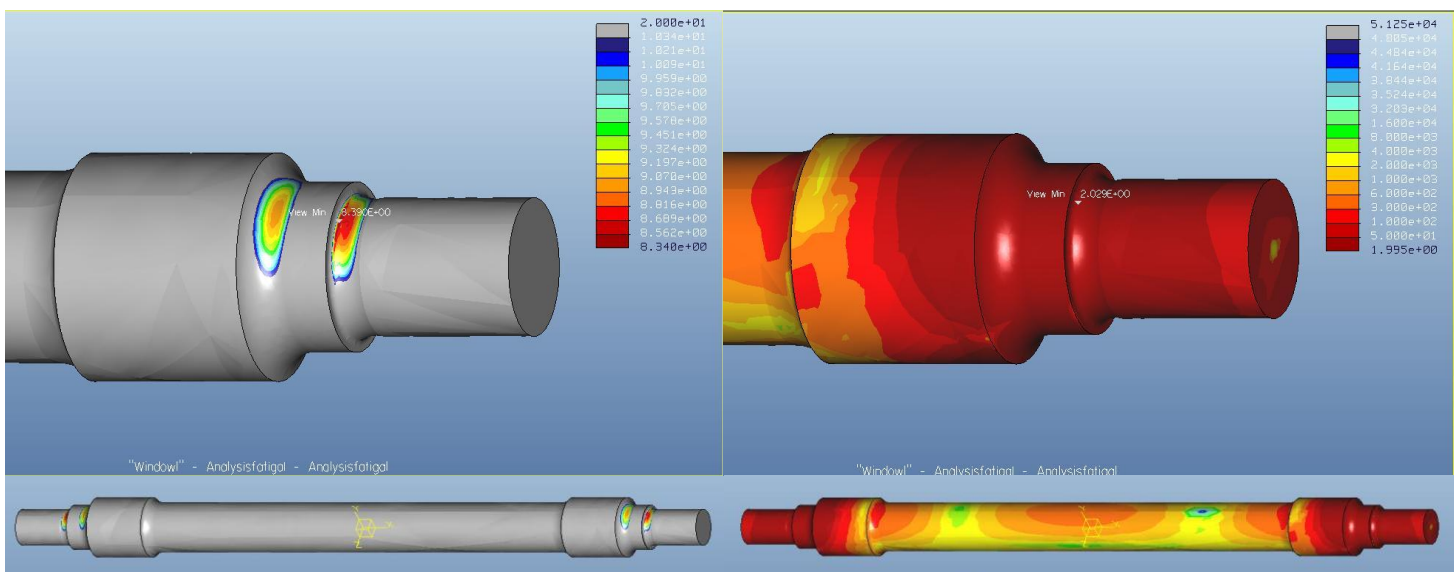 2.000e+01
1.034e+01
1.021e+01
1.009e+01
9.959e+00
9.832e+00
9.705e+00
9.578e+00
9.451e+00
9.324e+00
9.197e+00
9.070e+00
8.943e+00
8.816e+00
8.689e+00
8.562e+00
8.340e+00
View Min 8.390E+00
"Window1" - Analysisfatigal - Analysisfatigal
5.125e+04
4.805e+04
4.484e+04
4.164e+04
3.844e+04
3.524e+04
3.203e+04
1.600e+04
8.000e+03
4.000e+03
2.000e+03
1.000e+03
6.000e+02
3.000e+02
1.000e+02
5.000e+01
1.995e+00
View Min 2.029E+00
"Window1" - Analysisfatigal - Analysisfatigal
Y
X
Z
Y
X
Z